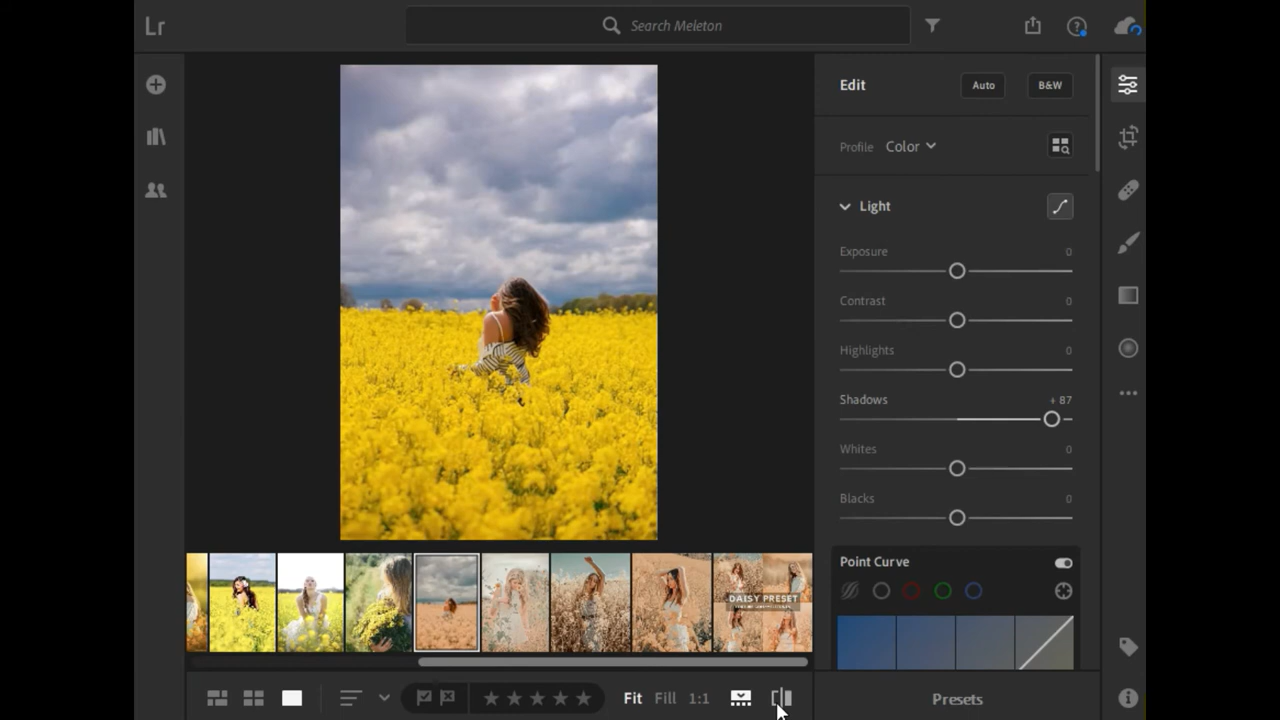 Lr
Search Meleton
Edit
Auto
B&W
Profile
Color
Light
Exposure
0
Contrast
0
Highlights
0
Shadows
+ 87
Whites
0
Blacks
0
Point Curve
DAISY PRESET
Fit
Fill
1:1
Presets